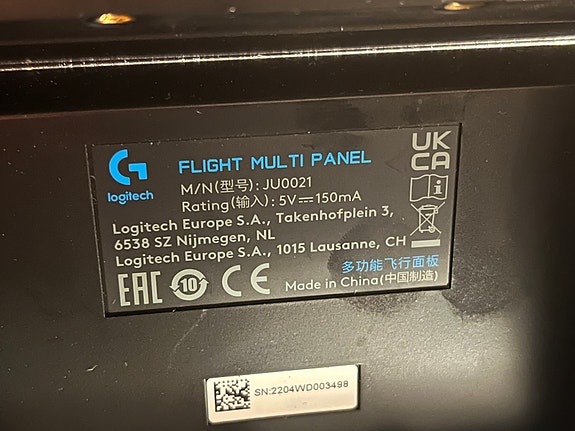 FLIGHT MULTI PANEL
logitech
M/N(型号): JU0021
Rating(输入): 5V⎓150mA
Logitech Europe S.A., Takenhofplein 3,
6538 SZ Nijmegen, NL
Logitech Europe S.A., 1015 Lausanne, CH
UK
CA
EAC
10
CE
多功能飞行面板
Made in China(中国制造)
SN:2204WD003498